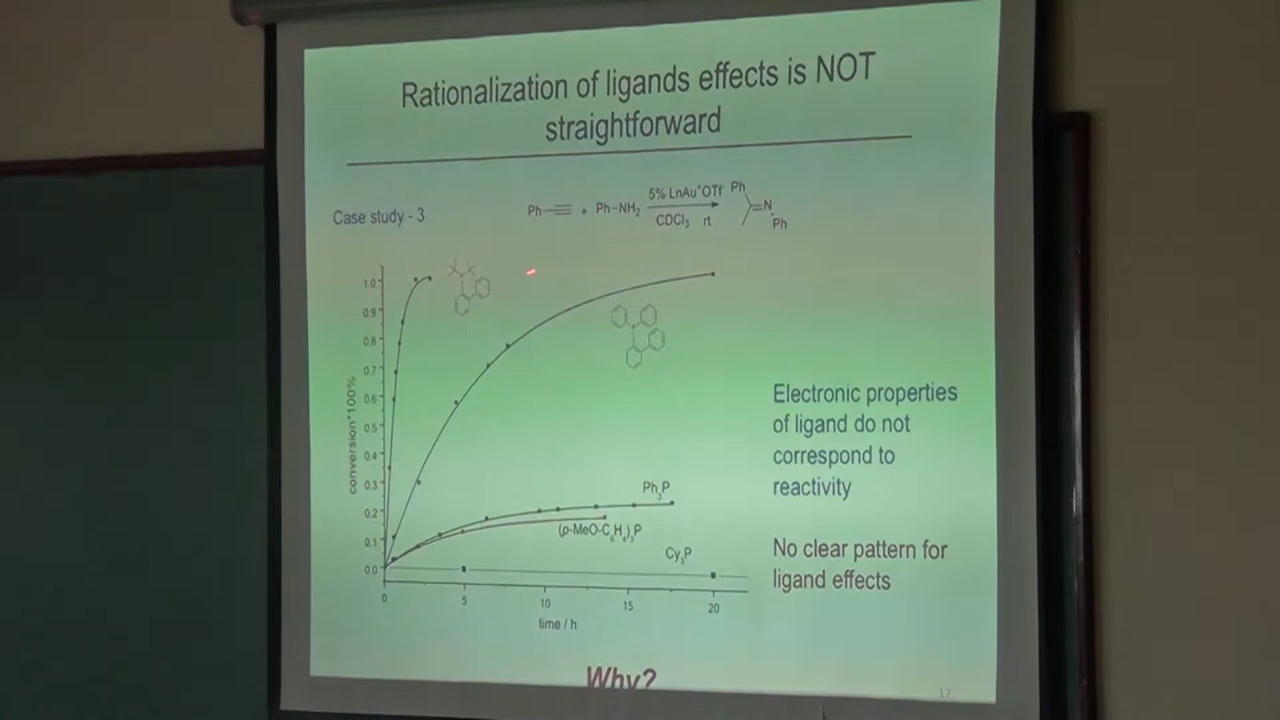 Rationalization of ligands effects is NOT
straightforward
Case study - 3
Ph
+
Ph-NH₂
5% LnAu⁺OTf⁻
CDCl₃ rt
Ph
N
Ph
conversion*100%
1.0
0.9
0.8
0.7
0.6
0.5
0.4
0.3
0.2
0.1
0.0
Ph₃P
(p-MeO-C₆H₄)₃P
Cy₃P
0
5
10
15
20
time / h
Electronic properties
of ligand do not
correspond to
reactivity
No clear pattern for
ligand effects
Why?
17